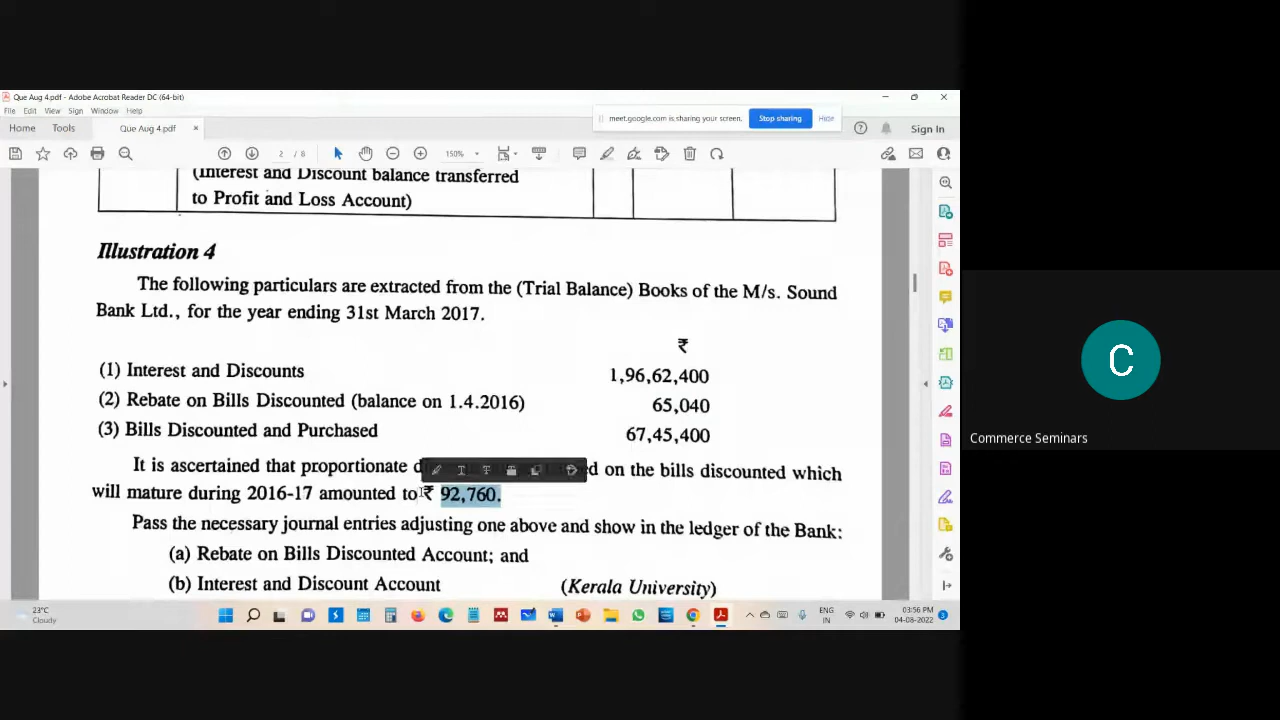 Que Aug 4.pdf - Adobe Acrobat Reader DC (64-bit)
File Edit View Sign Window Help
meet.google.com is sharing your screen. Stop sharing Hide
Home Tools Que Aug 4.pdf × Sign In
2 / 8 150%
(Interest and Discount balance transferred
to Profit and Loss Account)
Illustration 4
The following particulars are extracted from the (Trial Balance) Books of the M/s. Sound
Bank Ltd., for the year ending 31st March 2017.
₹
(1) Interest and Discounts 1,96,62,400
(2) Rebate on Bills Discounted (balance on 1.4.2016) 65,040
(3) Bills Discounted and Purchased 67,45,400
It is ascertained that proportionate on the bills discounted which
will mature during 2016-17 amounted to ₹ 92,760.
Pass the necessary journal entries adjusting one above and show in the ledger of the Bank:
(a) Rebate on Bills Discounted Account; and
(b) Interest and Discount Account (Kerala University)
C
Commerce Seminars
23°C
Cloudy
ENG
IN
03:56 PM
04-08-2022